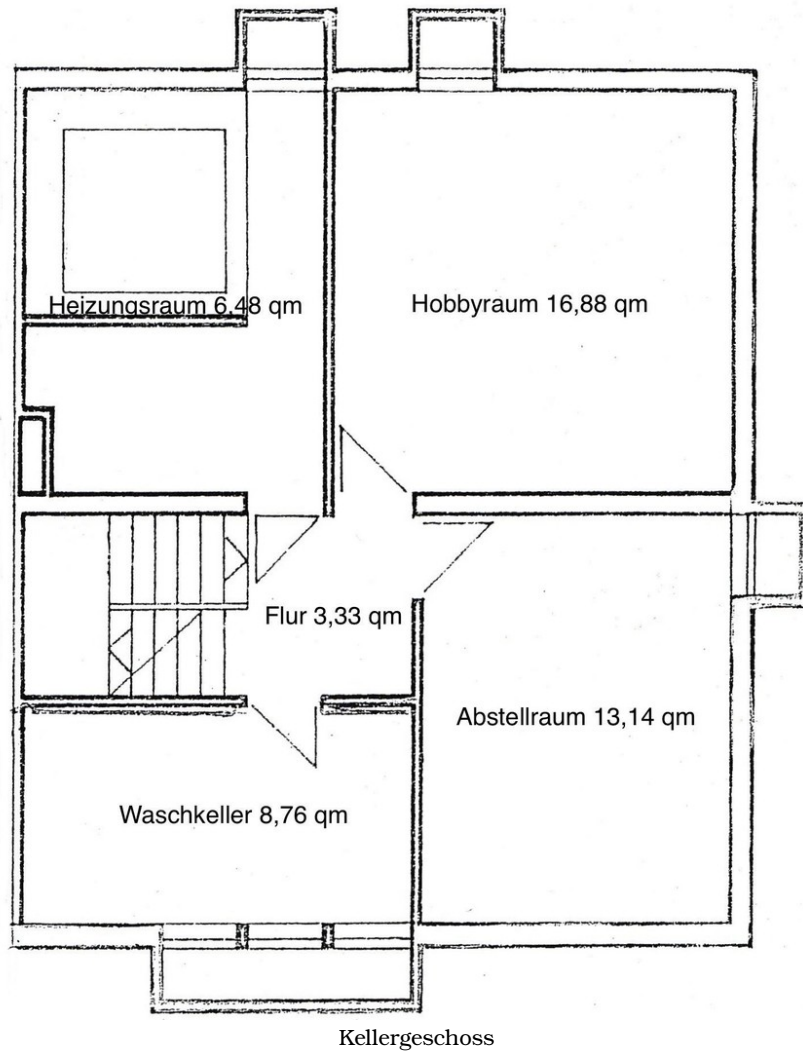 Heizungsraum 6,48 qm
Hobbyraum 16,88 qm
Flur 3,33 qm
Abstellraum 13,14 qm
Waschkeller 8,76 qm
Kellergeschoss